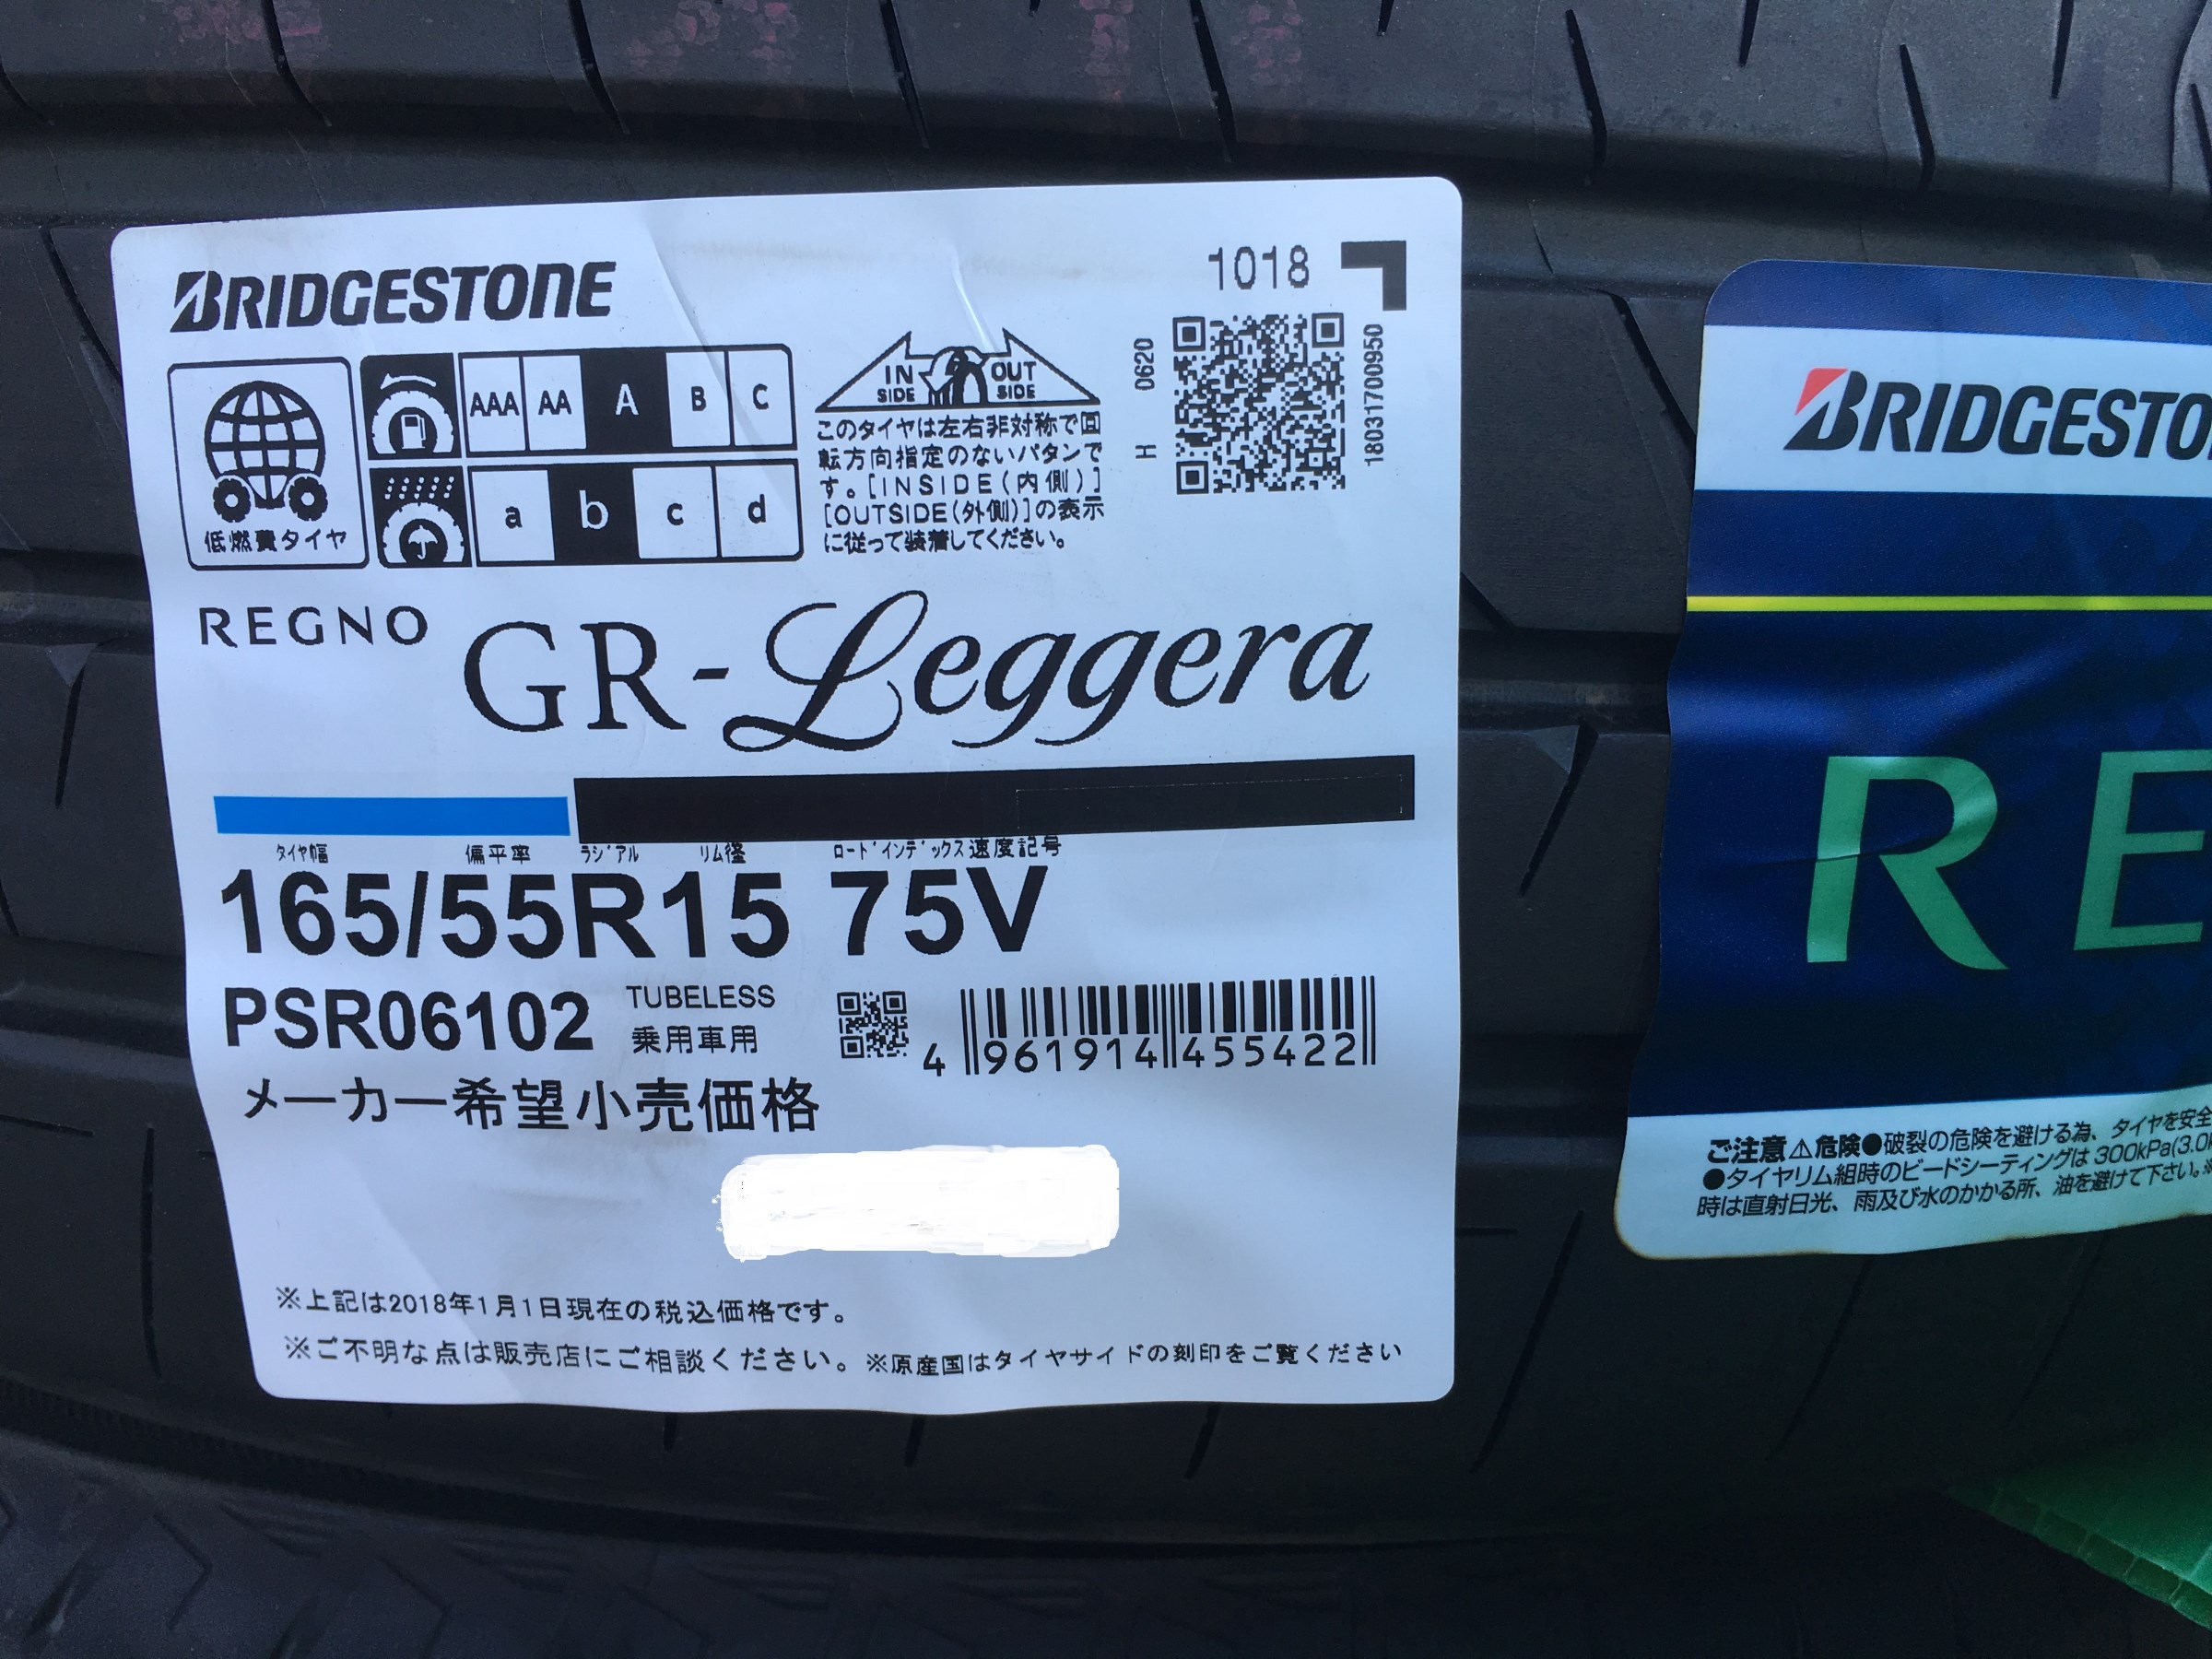 BRIDGESTONE
1018
低燃費タイヤ
AAA AA A B C
a b c d
IN SIDE
OUT SIDE
このタイヤは左右非対称で回
転方向指定のないパタンで
す。[INSIDE(内側)]
[OUTSIDE(外側)]の表示
に従って装着してください。
H 0620
18031700950
REGNO GR-Leggera
タイヤ幅 偏平率 ラジアル リム径 ロードインデックス 速度記号
165/55R15 75V
PSR06102
TUBELESS
乗用車用
4 961914 455422
メーカー希望小売価格
※上記は2018年1月1日現在の税込価格です。
※ご不明な点は販売店にご相談ください。※原産国はタイヤサイドの刻印をご覧ください
BRIDGESTO
RE
ご注意⚠危険●破裂の危険を避ける為、タイヤを安全
●タイヤリム組時のビードシーティングは300kPa(3.0
時は直射日光、雨及び水のかかる所、油を避けて下さい。